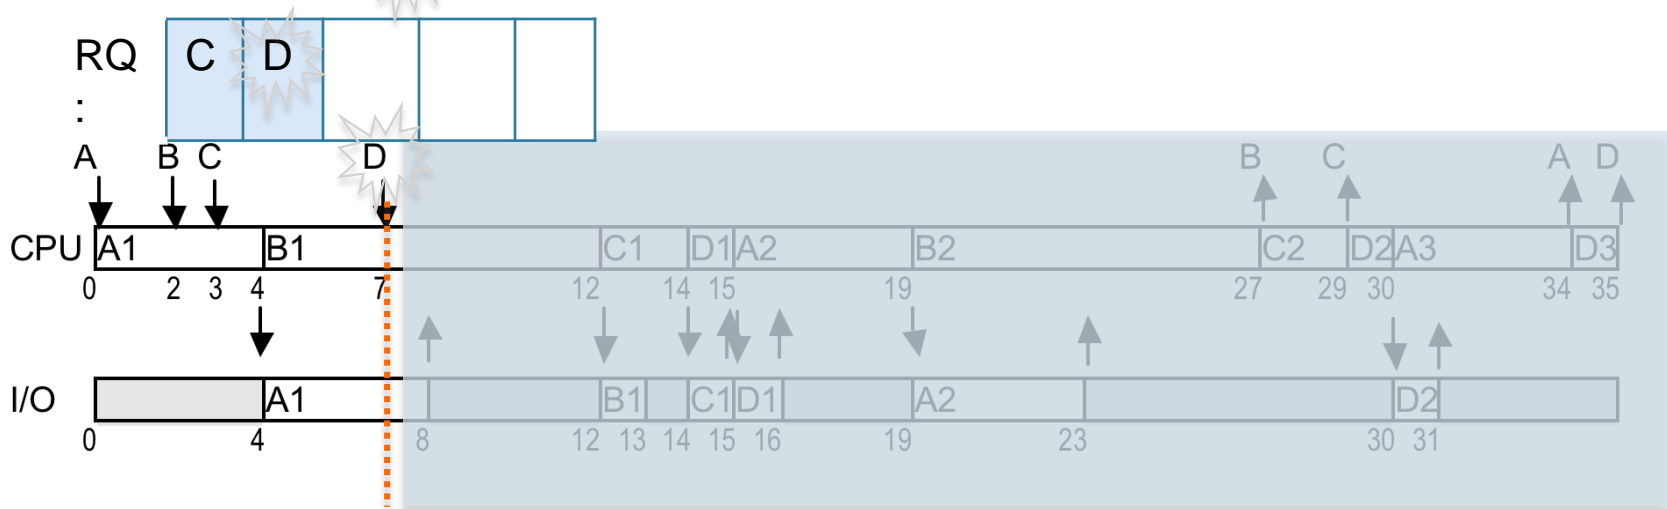 RQ C D
:
A B C D B C A D
CPU A1 B1 C1 D1 A2 B2 C2 D2 A3 D3
0 2 3 4 7 12 14 15 19 27 29 30 34 35
I/O A1 B1 C1 D1 A2 D2
0 4 8 12 13 14 15 16 19 23 30 31